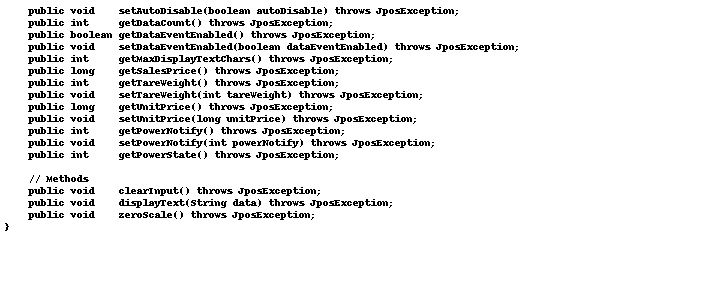 public void    setAutoDisable(boolean autoDisable) throws JposException;
public int     getDataCount() throws JposException;
public boolean getDataEventEnabled() throws JposException;
public void    setDataEventEnabled(boolean dataEventEnabled) throws JposException;
public int     getMaxDisplayTextChars() throws JposException;
public long    getSalesPrice() throws JposException;
public int     getTareWeight() throws JposException;
public void    setTareWeight(int tareWeight) throws JposException;
public long    getUnitPrice() throws JposException;
public void    setUnitPrice(long unitPrice) throws JposException;
public int     getPowerNotify() throws JposException;
public void    setPowerNotify(int powerNotify) throws JposException;
public int     getPowerState() throws JposException;
// Methods
public void    clearInput() throws JposException;
public void    displayText(String data) throws JposException;
public void    zeroScale() throws JposException;
}